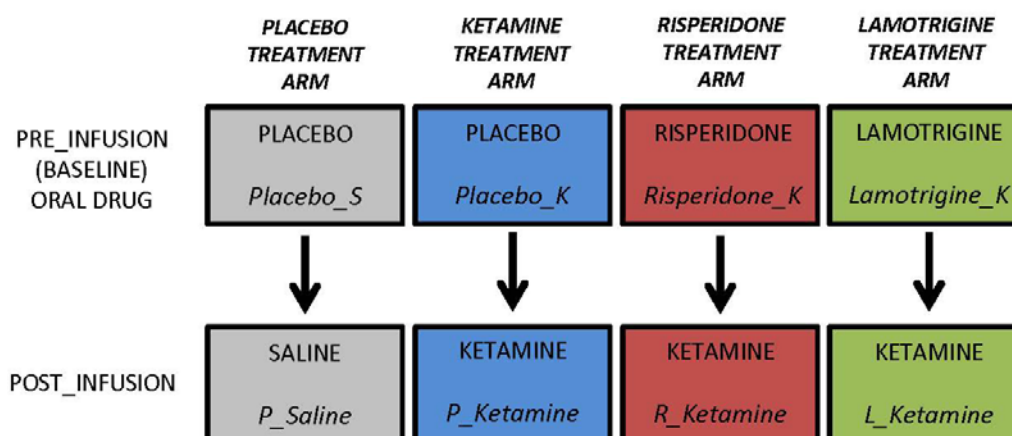 PLACEBO
TREATMENT
ARM
KETAMINE
TREATMENT
ARM
RISPERIDONE
TREATMENT
ARM
LAMOTRIGINE
TREATMENT
ARM
PRE_INFUSION
(BASELINE)
ORAL DRUG
PLACEBO
Placebo_S
PLACEBO
Placebo_K
RISPERIDONE
Risperidone_K
LAMOTRIGINE
Lamotrigine_K
POST_INFUSION
SALINE
P_Saline
KETAMINE
P_Ketamine
KETAMINE
R_Ketamine
KETAMINE
L_Ketamine